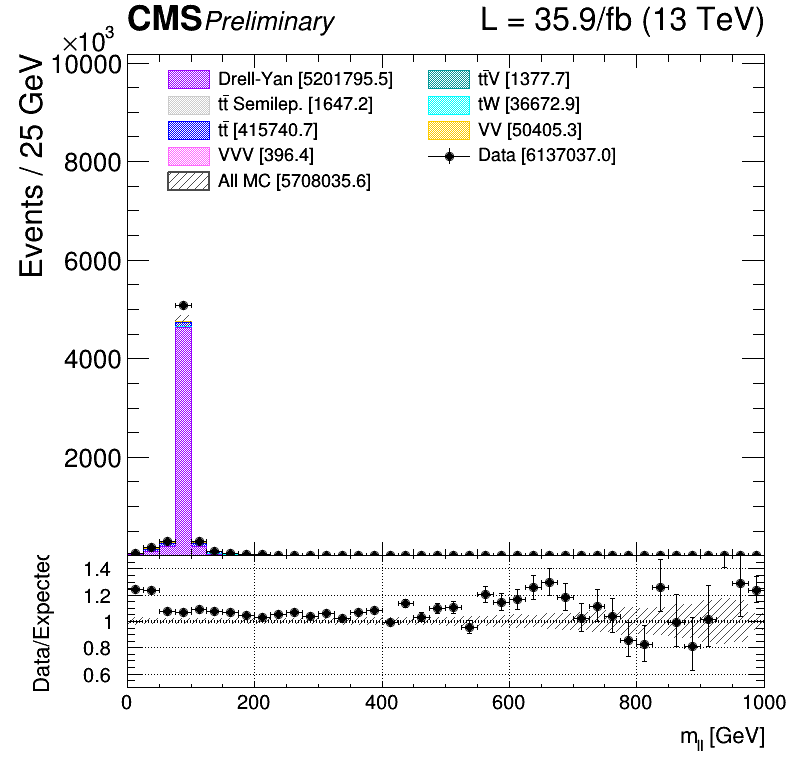 CMS Preliminary L = 35.9/fb (13 TeV)
×10³
Events / 25 GeV
10000
8000
6000
4000
2000
Drell-Yan [5201795.5]
tt̄ Semilep. [1647.2]
tt̄ [415740.7]
VVV [396.4]
All MC [5708035.6]
tt̄V [1377.7]
tW [36672.9]
VV [50405.3]
Data [6137037.0]
Data/Expected
1.4
1.2
1
0.8
0.6
0 200 400 600 800 1000
m_ll [GeV]